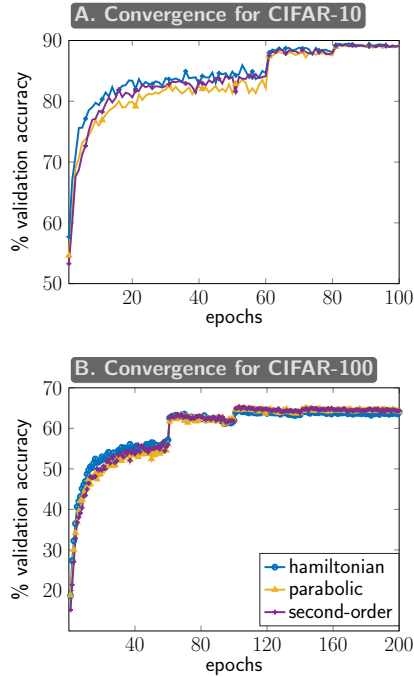 A. Convergence for CIFAR-10
90
80
70
60
50
% validation accuracy
20 40 60 80 100
epochs
B. Convergence for CIFAR-100
70
60
50
40
30
20
% validation accuracy
hamiltonian
parabolic
second-order
40 80 120 160 200
epochs